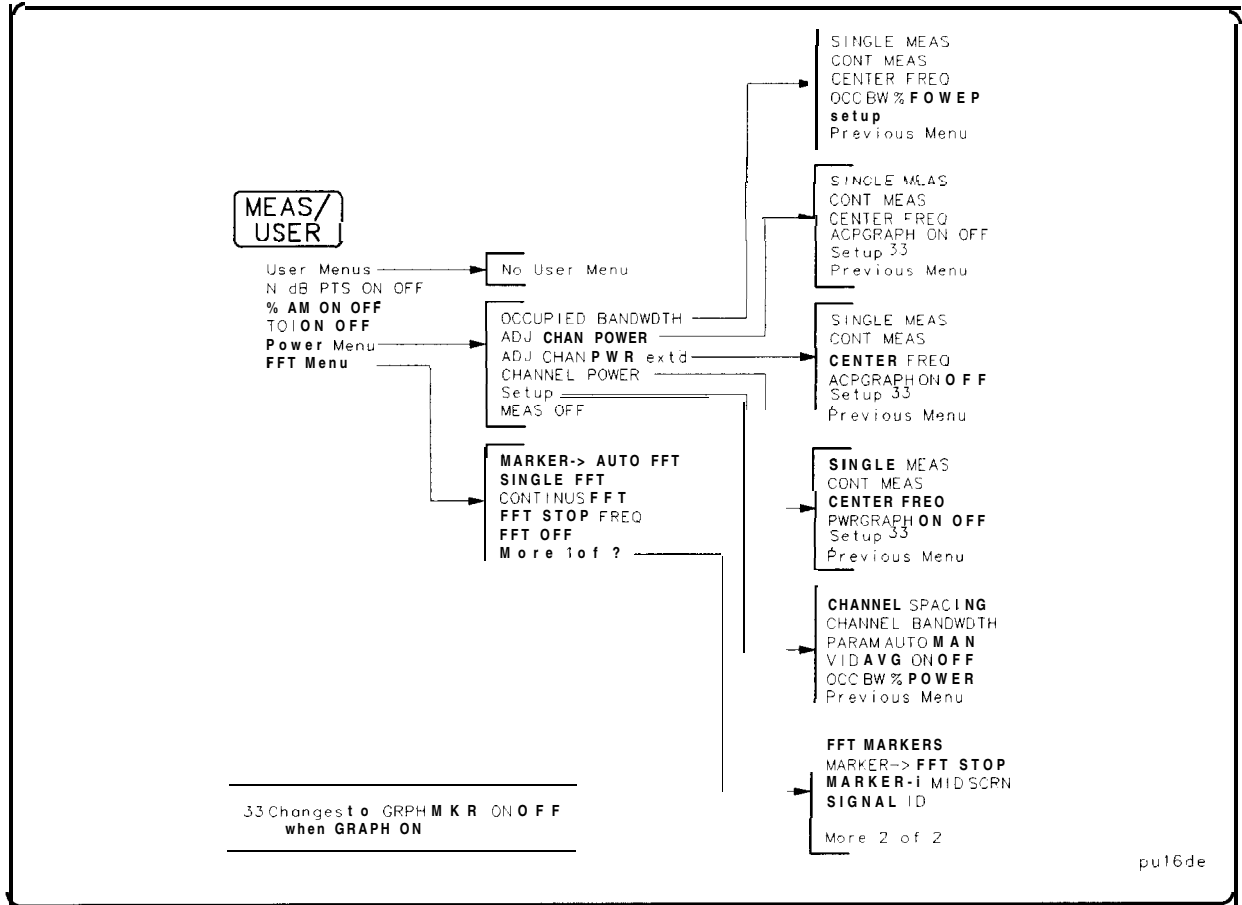 MEAS/
USER
User Menus
N dB PTS ON OFF
% AM ON OFF
TOI ON OFF
Power Menu
FFT Menu
No User Menu
OCCUPIED BANDWDTH
ADJ CHAN POWER
ADJ CHAN PWR extd
CHANNEL POWER
Setup
MEAS OFF
MARKER-> AUTO FFT
SINGLE FFT
CONTINUS FFT
FFT STOP FREQ
FFT OFF
More 1 of ?
SINGLE MEAS
CONT MEAS
CENTER FREQ
OCC BW % FOWEP
setup
Previous Menu
SINGLE MEAS
CONT MEAS
CENTER FREQ
ACPGRAPH ON OFF
Setup 33
Previous Menu
SINGLE MEAS
CONT MEAS
CENTER FREQ
ACPGRAPH ON OFF
Setup 33
Previous Menu
SINGLE MEAS
CONT MEAS
CENTER FREQ
PWRGRAPH ON OFF
Setup 33
Previous Menu
CHANNEL SPACING
CHANNEL BANDWDTH
PARAM AUTO MAN
VID AVG ON OFF
OCC BW % POWER
Previous Menu
FFT MARKERS
MARKER-> FFT STOP
MARKER-i MID SCRN
SIGNAL ID
More 2 of 2
33 Changes to GRPH MKR ON OFF
when GRAPH ON
pu16de